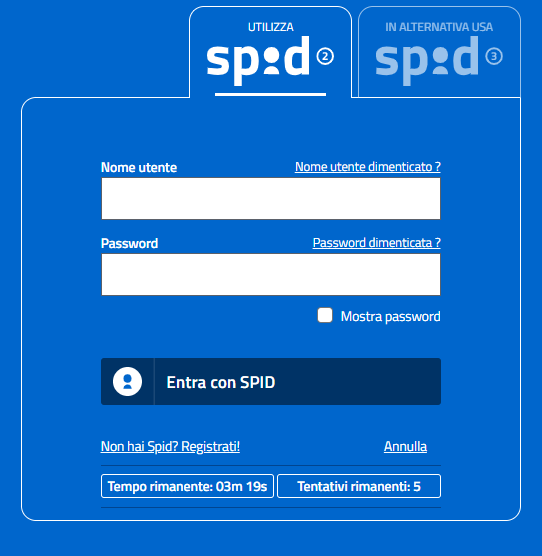 UTILIZZA
spid 2
IN ALTERNATIVA USA
spid 3
Nome utente Nome utente dimenticato ?
Password Password dimenticata ?
Mostra password
Entra con SPID
Non hai Spid? Registrati! Annulla
Tempo rimanente: 03m 19s Tentativi rimanenti: 5